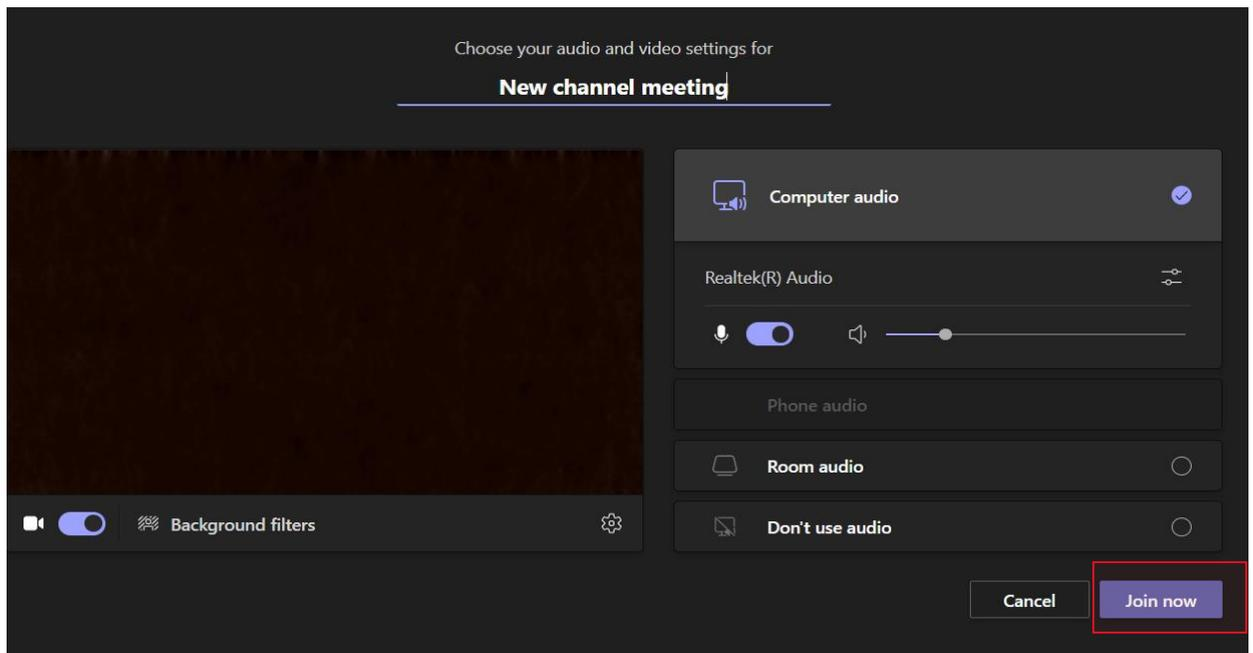 Choose your audio and video settings for
New channel meeting
Computer audio
Realtek(R) Audio
Phone audio
Room audio
Background filters
Don't use audio
Cancel
Join now